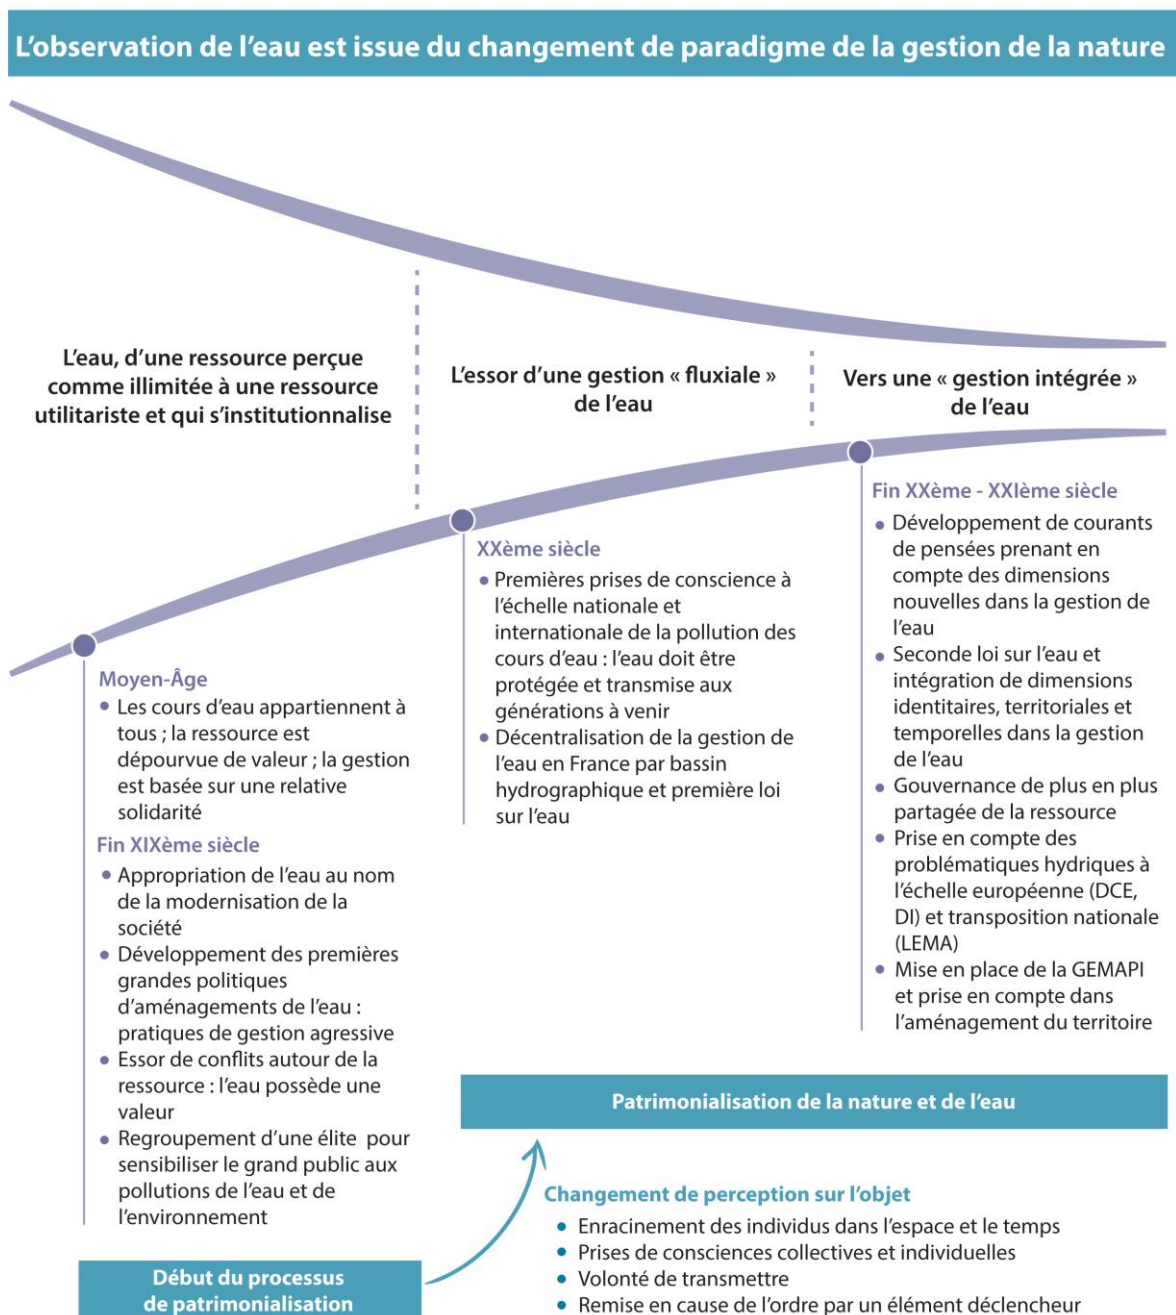 L'observation de l'eau est issue du changement de paradigme de la gestion de la nature
L'eau, d'une ressource perçue
comme illimitée à une ressource
utilitariste et qui s'institutionnalise
L'essor d'une gestion « fluxiale »
de l'eau
Vers une « gestion intégrée »
de l'eau
Moyen-Âge
• Les cours d'eau appartiennent à
tous ; la ressource est
dépourvue de valeur ; la gestion
est basée sur une relative
solidarité
Fin XIXème siècle
• Appropriation de l'eau au nom
de la modernisation de la
société
• Développement des premières
grandes politiques
d'aménagements de l'eau :
pratiques de gestion agressive
• Essor de conflits autour de la
ressource : l'eau possède une
valeur
• Regroupement d'une élite pour
sensibiliser le grand public aux
pollutions de l'eau et de
l'environnement
XXème siècle
• Premières prises de conscience à
l'échelle nationale et
internationale de la pollution des
cours d'eau : l'eau doit être
protégée et transmise aux
générations à venir
• Décentralisation de la gestion de
l'eau en France par bassin
hydrographique et première loi
sur l'eau
Fin XXème - XXIème siècle
• Développement de courants
de pensées prenant en
compte des dimensions
nouvelles dans la gestion de
l'eau
• Seconde loi sur l'eau et
intégration de dimensions
identitaires, territoriales et
temporelles dans la gestion
de l'eau
• Gouvernance de plus en plus
partagée de la ressource
• Prise en compte des
problématiques hydriques à
l'échelle européenne (DCE,
DI) et transposition nationale
(LEMA)
• Mise en place de la GEMAPI
et prise en compte dans
l'aménagement du territoire
Début du processus
de patrimonialisation
Patrimonialisation de la nature et de l'eau
Changement de perception sur l'objet
• Enracinement des individus dans l'espace et le temps
• Prises de consciences collectives et individuelles
• Volonté de transmettre
• Remise en cause de l'ordre par un élément déclencheur